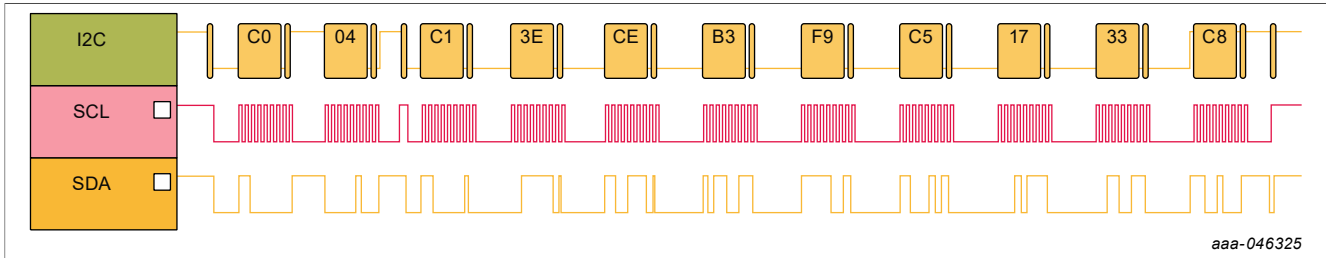 I2C C0 04 C1 3E CE B3 F9 C5 17 33 C8
SCL
SDA
aaa-046325